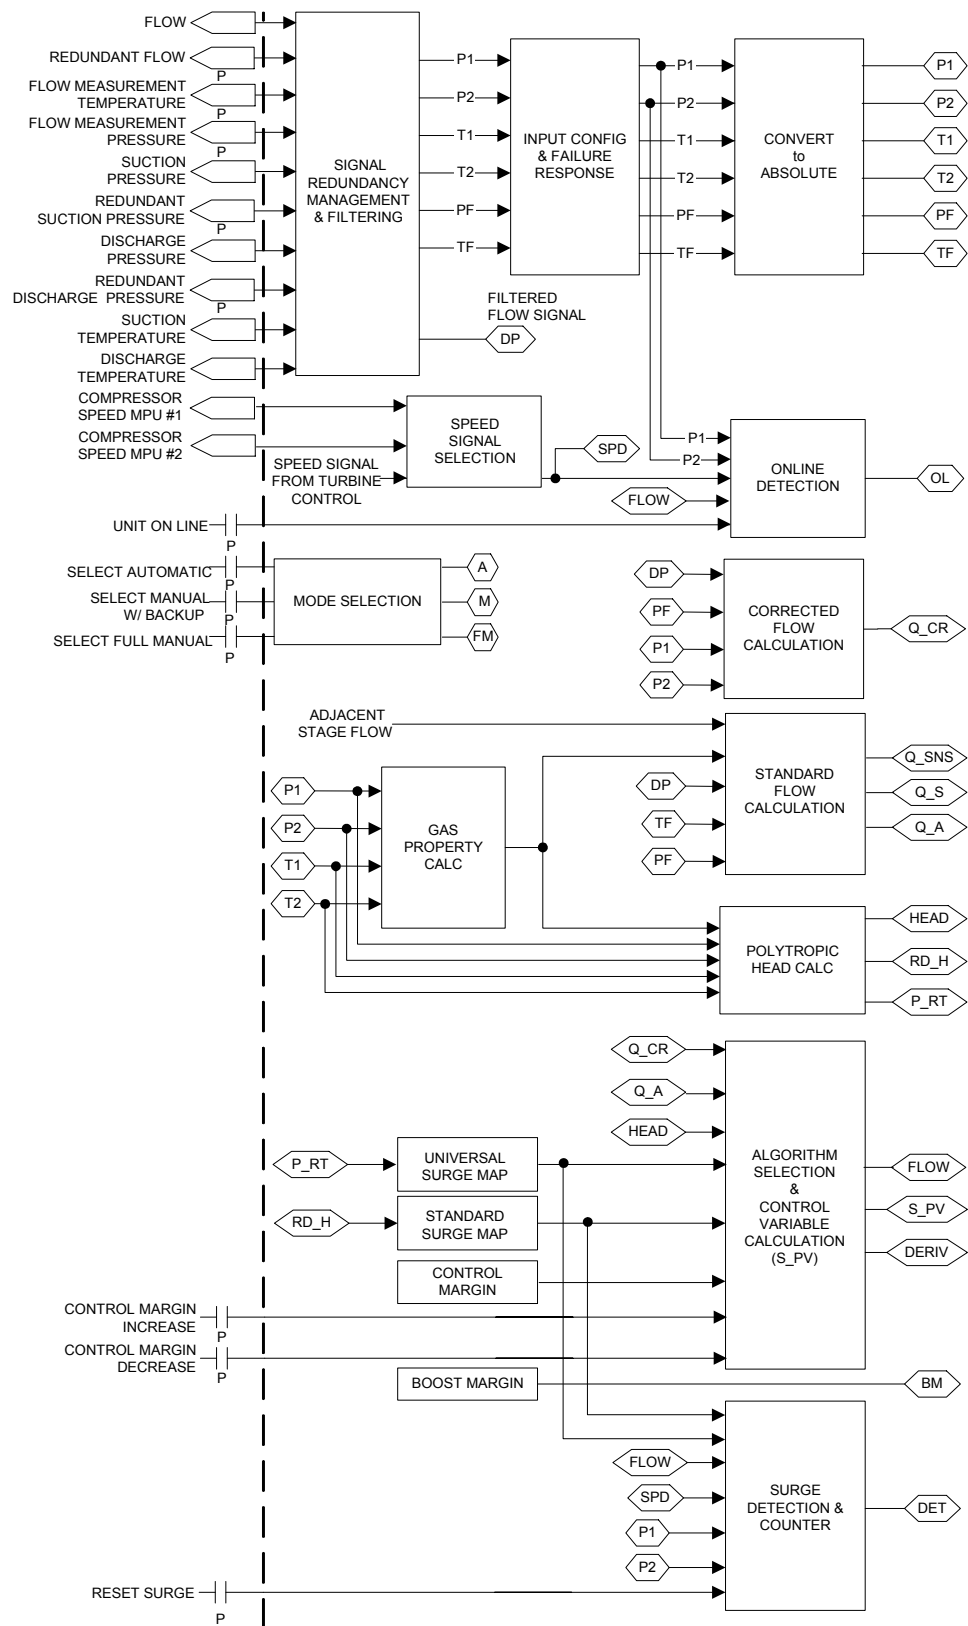 FLOW
REDUNDANT FLOW
P
FLOW MEASUREMENT
TEMPERATURE
P
FLOW MEASUREMENT
PRESSURE
P
SUCTION
PRESSURE
REDUNDANT
SUCTION PRESSURE
P
DISCHARGE
PRESSURE
REDUNDANT
DISCHARGE PRESSURE
P
SUCTION
TEMPERATURE
DISCHARGE
TEMPERATURE
SIGNAL
REDUNDANCY
MANAGEMENT
& FILTERING
P1
P2
T1
T2
PF
TF
FILTERED
FLOW SIGNAL
DP
INPUT CONFIG
& FAILURE
RESPONSE
P1
P2
T1
T2
PF
TF
CONVERT
to
ABSOLUTE
P1
P2
T1
T2
PF
TF
COMPRESSOR
SPEED MPU #1
COMPRESSOR
SPEED MPU #2
SPEED SIGNAL
FROM TURBINE
CONTROL
SPEED
SIGNAL
SELECTION
SPD
P1
P2
FLOW
ONLINE
DETECTION
OL
UNIT ON LINE
P
SELECT AUTOMATIC
P
SELECT MANUAL
W/ BACKUP
P
SELECT FULL MANUAL
P
MODE SELECTION
A
M
FM
DP
PF
P1
P2
CORRECTED
FLOW
CALCULATION
Q_CR
ADJACENT
STAGE FLOW
P1
P2
T1
T2
GAS
PROPERTY
CALC
DP
TF
PF
STANDARD
FLOW
CALCULATION
Q_SNS
Q_S
Q_A
POLYTROPIC
HEAD CALC
HEAD
RD_H
P_RT
Q_CR
Q_A
HEAD
P_RT
UNIVERSAL
SURGE MAP
RD_H
STANDARD
SURGE MAP
CONTROL
MARGIN
ALGORITHM
SELECTION
&
CONTROL
VARIABLE
CALCULATION
(S_PV)
FLOW
S_PV
DERIV
CONTROL MARGIN
INCREASE
P
CONTROL MARGIN
DECREASE
P
BOOST MARGIN
BM
FLOW
SPD
P1
P2
SURGE
DETECTION &
COUNTER
DET
RESET SURGE
P